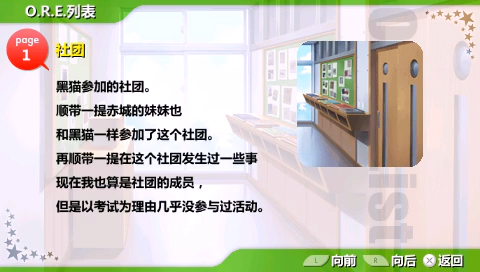 O.R.E.列表
page
1
社团
黑猫参加的社团。
顺带一提赤城的妹妹也
和黑猫一样参加了这个社团。
再顺带一提在这个社团发生过一些事
现在我也算是社团的成员，
但是以考试为理由几乎没参与过活动。
list
L 向前 R 向后 × 返回